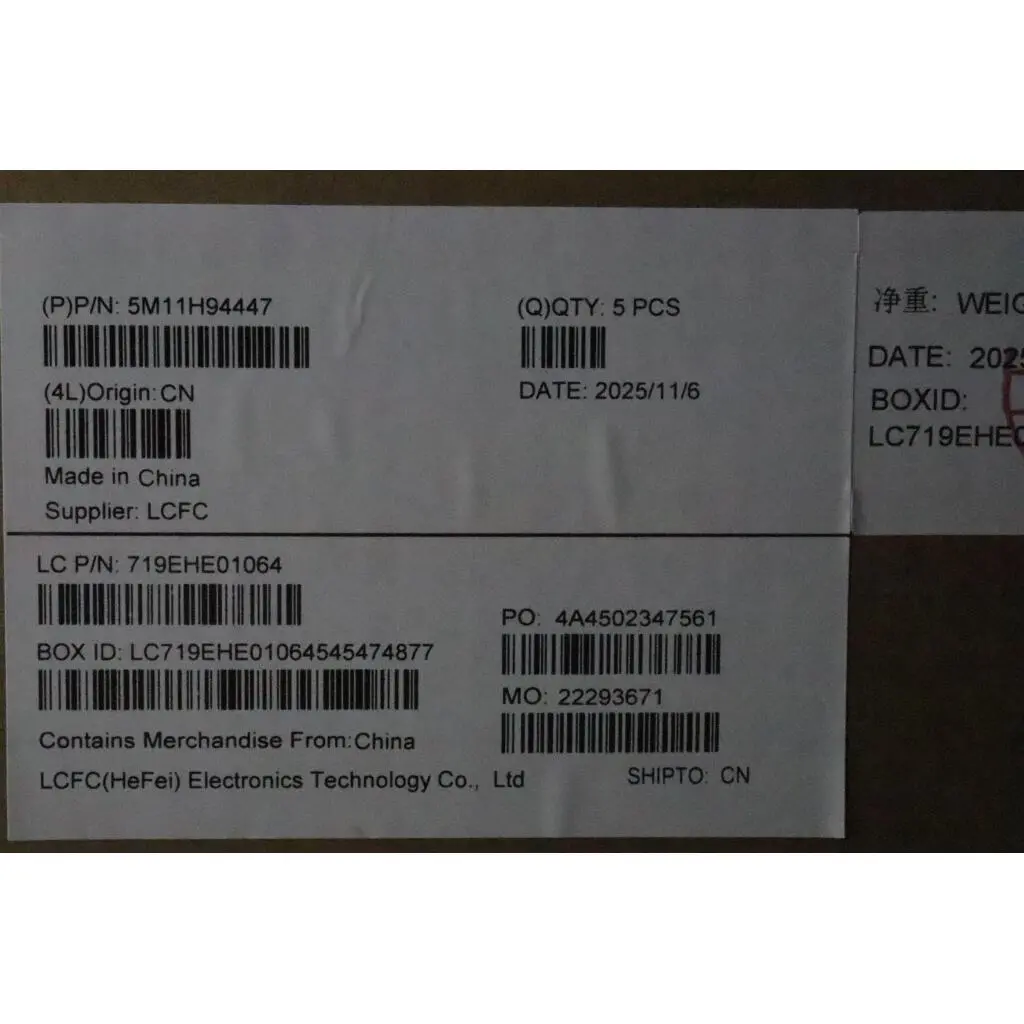 (P)P/N: 5M11H94447
(Q)QTY: 5 PCS
(4L)Origin:CN
DATE: 2025/11/6
Made in China
Supplier: LCFC
LC P/N: 719EHE01064
BOX ID: LC719EHE01064545474877
PO: 4A4502347561
MO: 22293671
Contains Merchandise From:China
LCFC(HeFei) Electronics Technology Co., Ltd
SHIPTO: CN
净重: WEIG
DATE: 2025
BOXID:
LC719EHE0